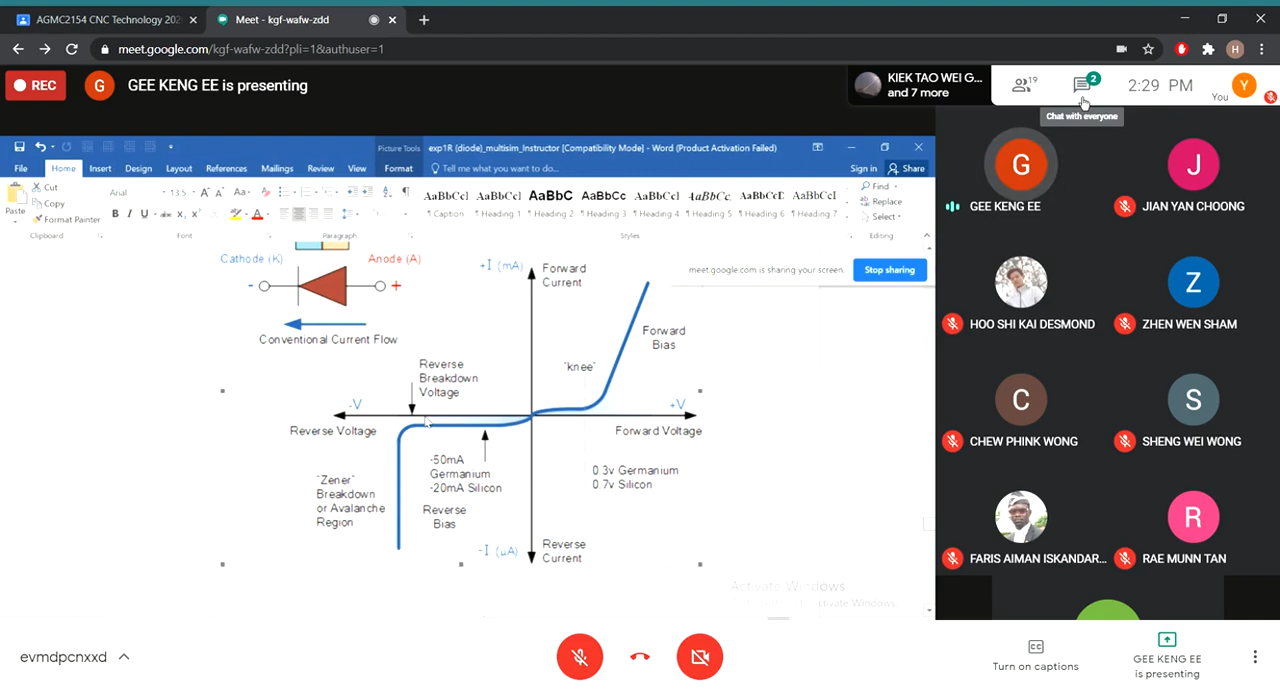 AGMC2154 CNC Technology 202
Meet - kgf-wafw-zdd
meet.google.com/kgf-wafw-zdd?pli=1&authuser=1
H
REC
G
GEE KENG EE is presenting
KIEK TAO WEI G...
and 7 more
19
2
2:29 PM
You
Y
Chat with everyone
Picture Tools
exp1R (diode)_multisim_Instructor [Compatibility Mode] - Word (Product Activation Failed)
File
Home
Insert
Design
Layout
References
Mailings
Review
View
Format
Tell me what you want to do...
Sign in
Share
Paste
Cut
Copy
Format Painter
Clipboard
Arial
13.5
Font
Paragraph
AaBbCcl
AaBbCcl
AaBbC
AaBbCc
AaBbCcl
AaBbCc
AaBbCcD
AaBbCcl
¶ Caption
¶ Heading 1
¶ Heading 2
¶ Heading 3
¶ Heading 4
¶ Heading 5
¶ Heading 6
¶ Heading 7
Styles
Find
Replace
Select
Editing
meet.google.com is sharing your screen.
Stop sharing
Cathode (K)
Anode (A)
-
+
Conventional Current Flow
+I (mA)
Forward
Current
Forward
Bias
"knee"
Reverse
Breakdown
Voltage
-V
+V
Reverse Voltage
Forward Voltage
-50mA
Germanium
-20mA Silicon
0.3v Germanium
0.7v Silicon
"Zener"
Breakdown
or Avalanche
Region
Reverse
Bias
-I (µA)
Reverse
Current
Activate Windows
G
GEE KENG EE
J
JIAN YAN CHOONG
HOO SHI KAI DESMOND
Z
ZHEN WEN SHAM
C
CHEW PHINK WONG
S
SHENG WEI WONG
FARIS AIMAN ISKANDAR...
R
RAE MUNN TAN
evmdpcnxxd
Turn on captions
GEE KENG EE
is presenting